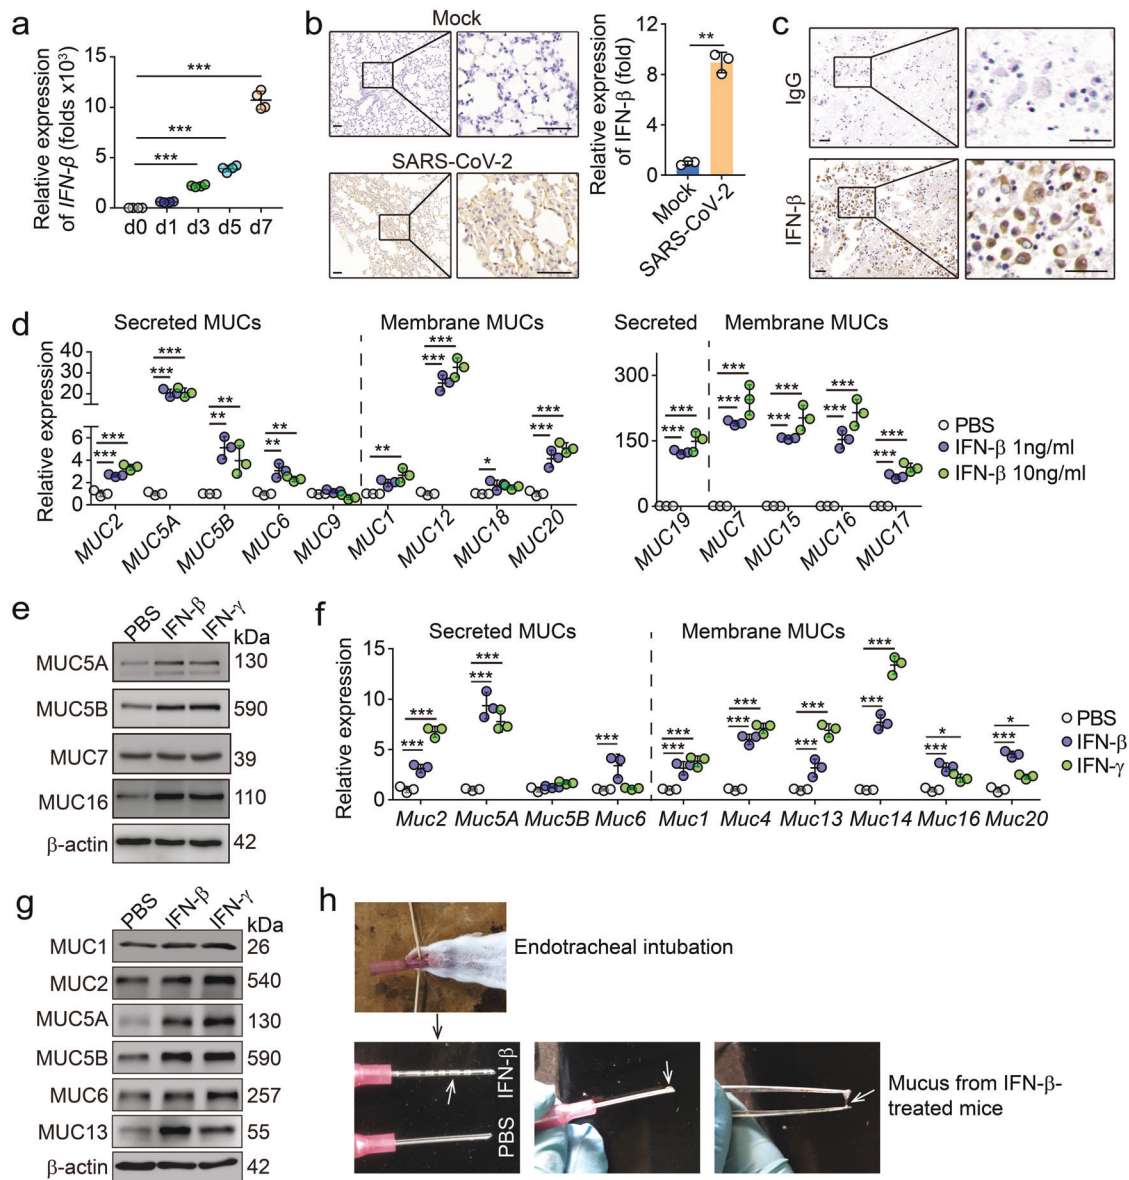 a
Relative expression
of IFN-β (folds x10³)
15
10
5
0
***
***
***
d0 d1 d3 d5 d7
b
Mock
SARS-CoV-2
Relative expression
of IFN-β (fold)
12
8
4
0
**
Mock
SARS-CoV-2
c
IgG
IFN-β
d
Secreted MUCs
Membrane MUCs
Relative expression
40
30
20
6
4
2
0
*** *** *** *** ** ** ** ** ** *** *** * *** ***
MUC2 MUC5A MUC5B MUC6 MUC9 MUC1 MUC12 MUC18 MUC20
Secreted
Membrane MUCs
300
150
0
*** *** *** *** *** *** *** *** *** ***
MUC19 MUC7 MUC15 MUC16 MUC17
PBS
IFN-β 1ng/ml
IFN-β 10ng/ml
e
PBS IFN-β IFN-γ
kDa
MUC5A 130
MUC5B 590
MUC7 39
MUC16 110
β-actin 42
f
Secreted MUCs
Membrane MUCs
Relative expression
15
10
5
0
*** *** *** *** *** *** *** *** *** *** *** *** *** *** * *** *
Muc2 Muc5A Muc5B Muc6 Muc1 Muc4 Muc13 Muc14 Muc16 Muc20
PBS
IFN-β
IFN-γ
g
PBS IFN-β IFN-γ
kDa
MUC1 26
MUC2 540
MUC5A 130
MUC5B 590
MUC6 257
MUC13 55
β-actin 42
h
Endotracheal intubation
IFN-β
PBS
Mucus from IFN-β-
treated mice